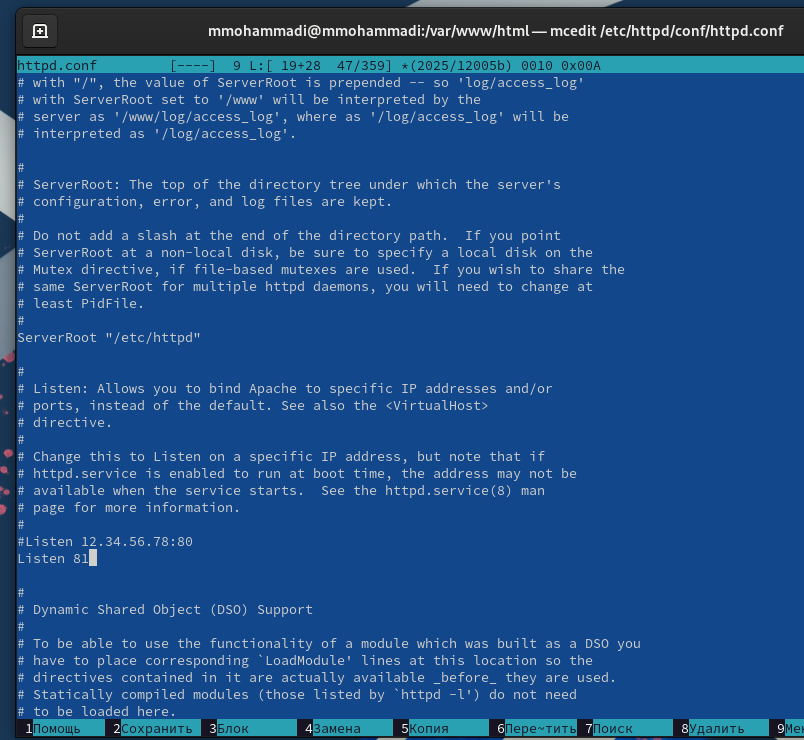 mmohammadi@mmohammadi:/var/www/html — mcedit /etc/httpd/conf/httpd.conf
httpd.conf         [----]  9 L:[ 19+28  47/359] *(2025/12005b) 0010 0x00A
# with "/", the value of ServerRoot is prepended -- so 'log/access_log'
# with ServerRoot set to '/www' will be interpreted by the
# server as '/www/log/access_log', where as '/log/access_log' will be
# interpreted as '/log/access_log'.
#
# ServerRoot: The top of the directory tree under which the server's
# configuration, error, and log files are kept.
#
# Do not add a slash at the end of the directory path.  If you point
# ServerRoot at a non-local disk, be sure to specify a local disk on the
# Mutex directive, if file-based mutexes are used.  If you wish to share the
# same ServerRoot for multiple httpd daemons, you will need to change at
# least PidFile.
#
ServerRoot "/etc/httpd"
#
# Listen: Allows you to bind Apache to specific IP addresses and/or
# ports, instead of the default. See also the <VirtualHost>
# directive.
#
# Change this to Listen on a specific IP address, but note that if
# httpd.service is enabled to run at boot time, the address may not be
# available when the service starts.  See the httpd.service(8) man
# page for more information.
#
#Listen 12.34.56.78:80
Listen 81
#
# Dynamic Shared Object (DSO) Support
#
# To be able to use the functionality of a module which was built as a DSO you
# have to place corresponding `LoadModule' lines at this location so the
# directives contained in it are actually available _before_ they are used.
# Statically compiled modules (those listed by `httpd -l') do not need
# to be loaded here.
1Помощь 2Сохранить 3Блок 4Замена 5Копия 6Пере~тить 7Поиск 8Удалить 9